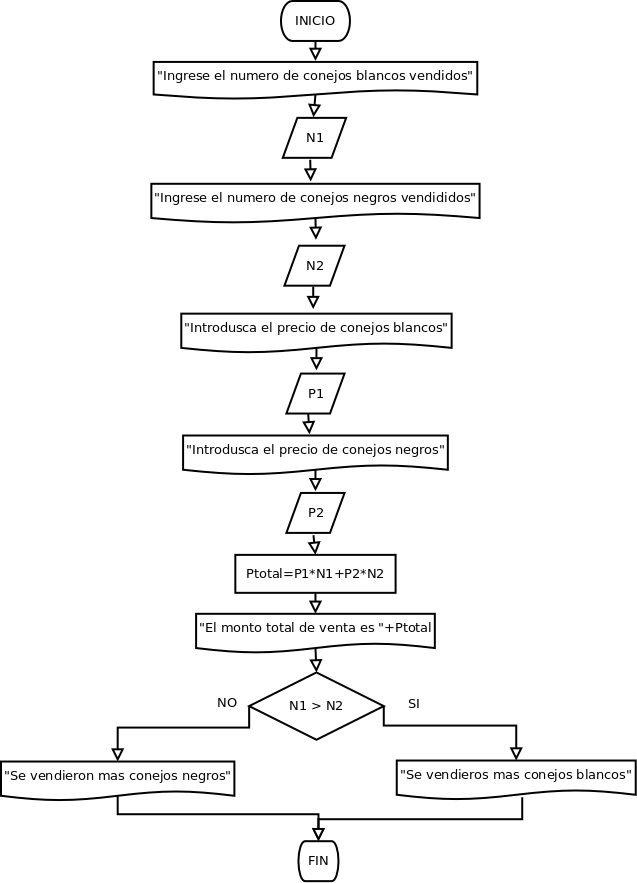 INICIO
"Ingrese el numero de conejos blancos vendidos"
N1
"Ingrese el numero de conejos negros vendididos"
N2
"Introdusca el precio de conejos blancos"
P1
"Introdusca el precio de conejos negros"
P2
Ptotal=P1*N1+P2*N2
"El monto total de venta es "+Ptotal
NO
N1 > N2
SI
"Se vendieron mas conejos negros"
"Se vendieros mas conejos blancos"
FIN